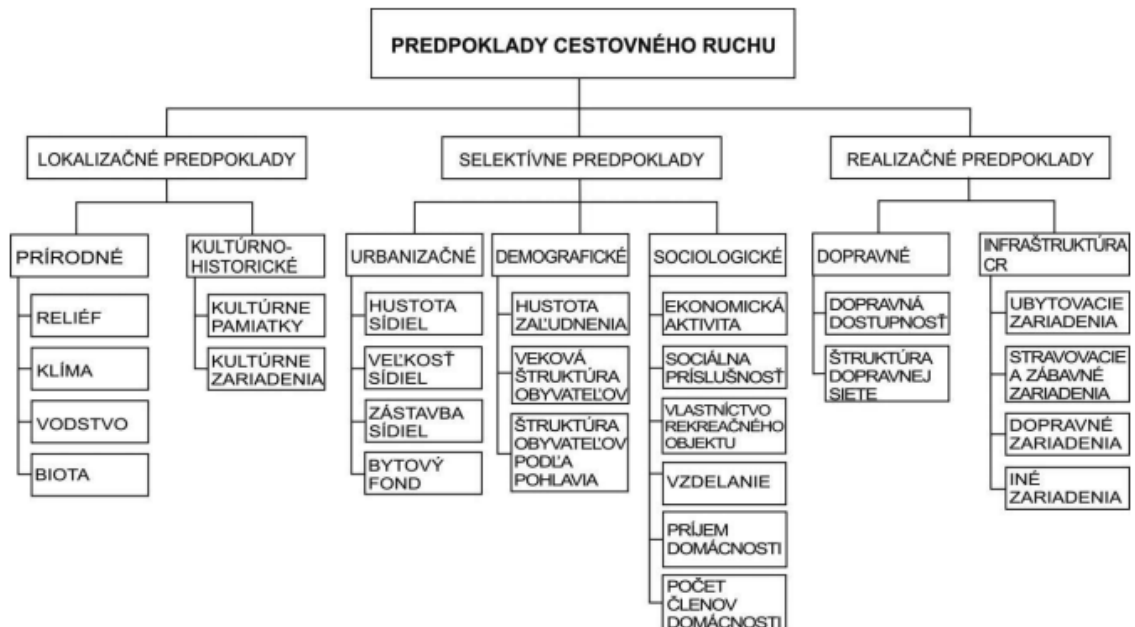 PREDPOKLADY CESTOVNÉHO RUCHU
LOKALIZAČNÉ PREDPOKLADY
SELEKTÍVNE PREDPOKLADY
REALIZAČNÉ PREDPOKLADY
PRÍRODNÉ
RELIÉF
KLÍMA
VODSTVO
BIOTA
KULTÚRNO-
HISTORICKÉ
KULTÚRNE
PAMIATKY
KULTÚRNE
ZARIADENIA
URBANIZAČNÉ
HUSTOTA
SÍDIEL
VEĽKOSŤ
SÍDIEL
ZÁSTAVBA
SÍDIEL
BYTOVÝ
FOND
DEMOGRAFICKÉ
HUSTOTA
ZAĽUDNENIA
VEKOVÁ
ŠTRUKTÚRA
OBYVATEĽOV
ŠTRUKTÚRA
OBYVATEĽOV
PODĽA
POHLAVIA
SOCIOLOGICKÉ
EKONOMICKÁ
AKTIVITA
SOCIÁLNA
PRÍSLUŠNOSŤ
VLASTNÍCTVO
REKREAČNÉHO
OBJEKTU
VZDELANIE
PRÍJEM
DOMÁCNOSTI
POČET
ČLENOV
DOMÁCNOSTI
DOPRAVNÉ
DOPRAVNÁ
DOSTUPNOSŤ
ŠTRUKTÚRA
DOPRAVNEJ
SIETE
INFRAŠTRUKTÚRA
CR
UBYTOVACIE
ZARIADENIA
STRAVOVACIE
A ZÁBAVNÉ
ZARIADENIA
DOPRAVNÉ
ZARIADENIA
INÉ
ZARIADENIA